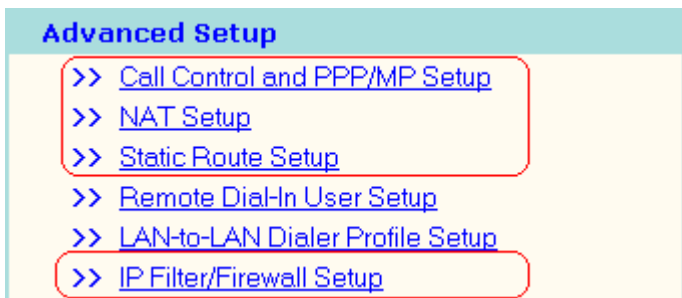 Advanced Setup
>> Call Control and PPP/MP Setup
>> NAT Setup
>> Static Route Setup
>> Remote Dial-In User Setup
>> LAN-to-LAN Dialer Profile Setup
>> IP Filter/Firewall Setup